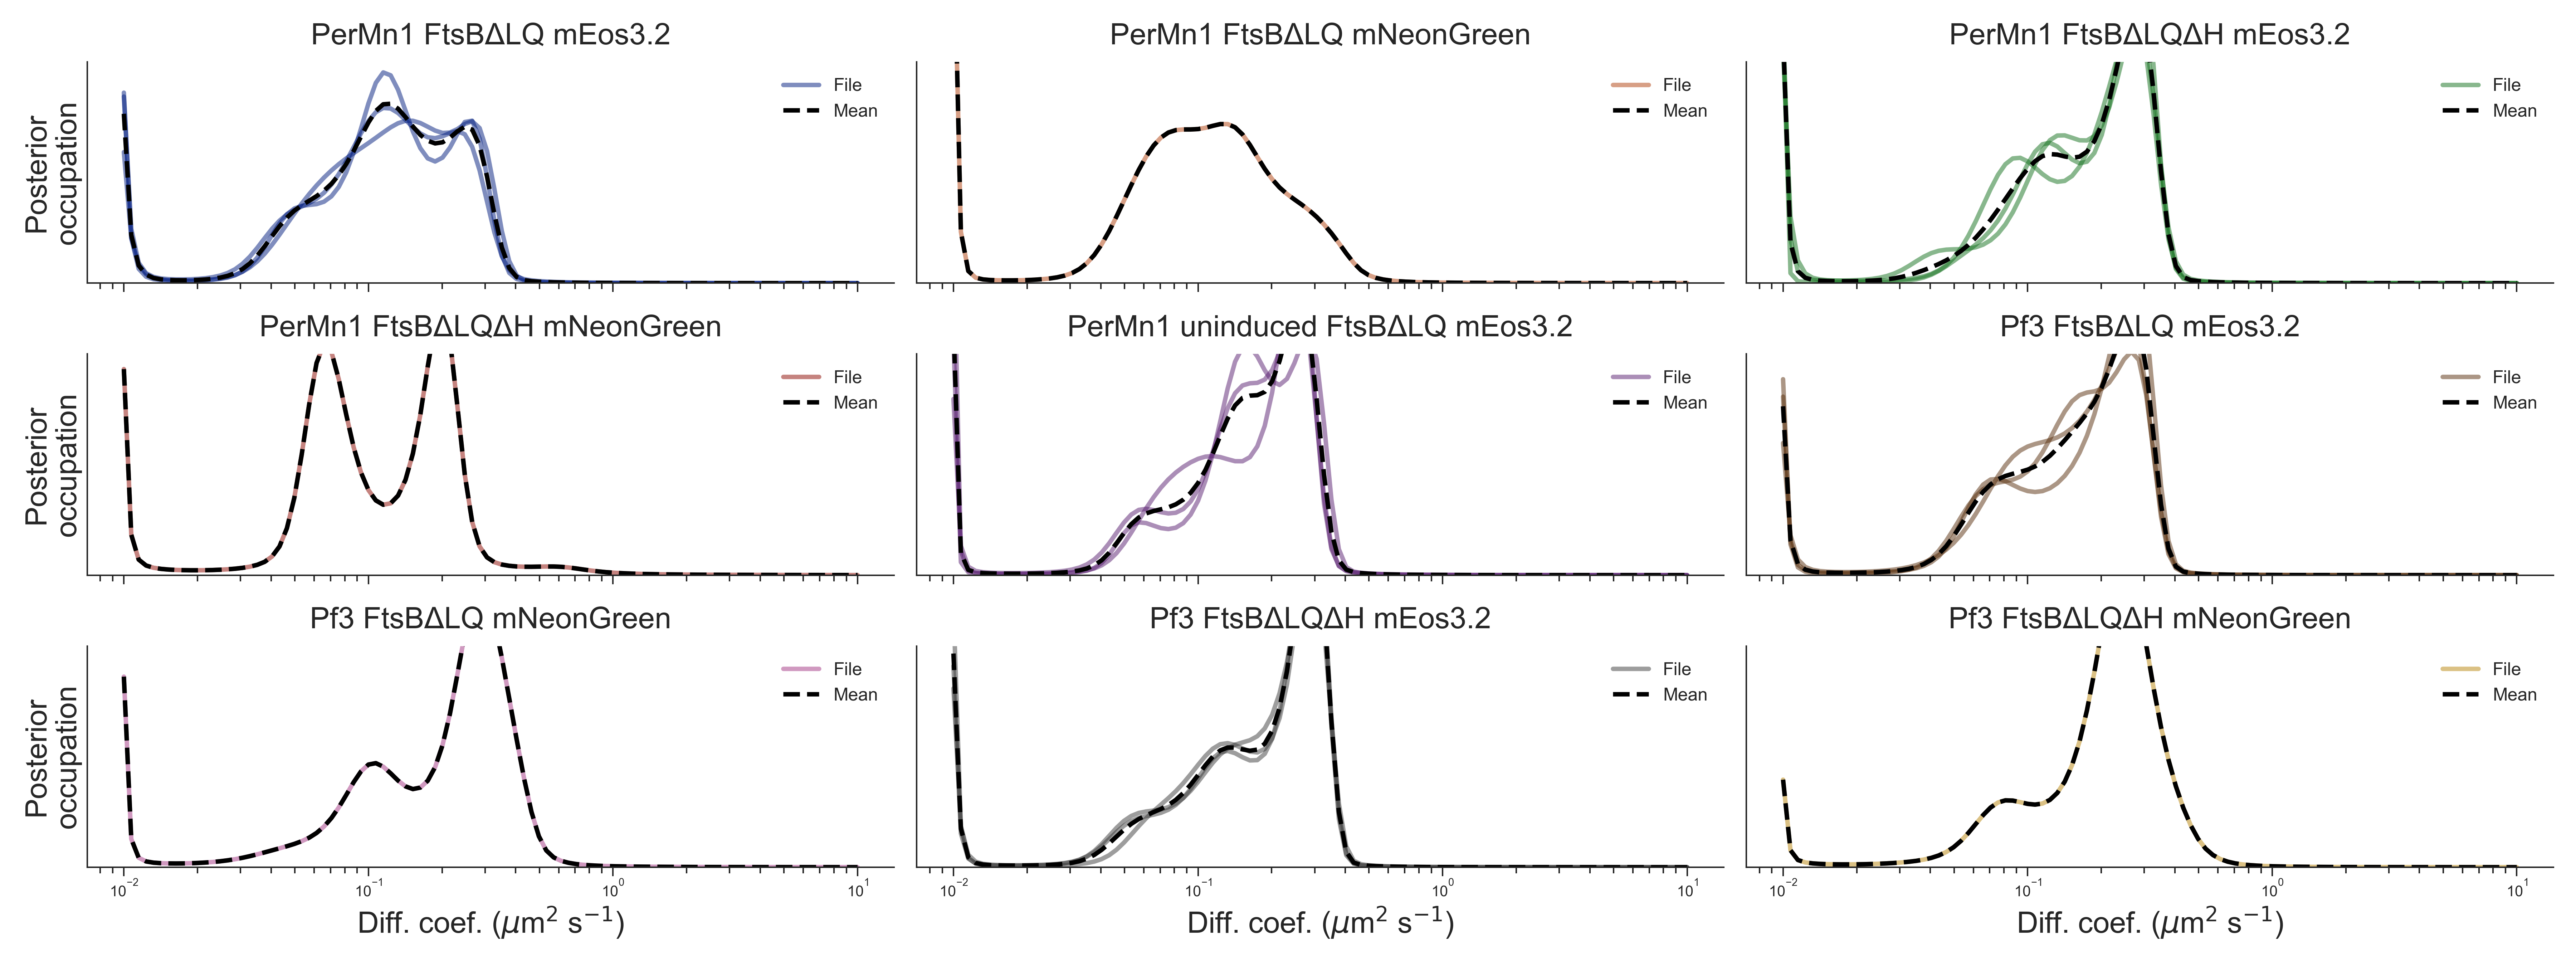 PerMn1 FtsBΔLQ mEos3.2
PerMn1 FtsBΔLQ mNeonGreen
PerMn1 FtsBΔLQΔH mEos3.2
Posterior
occupation
File
Mean
File
Mean
File
Mean
PerMn1 FtsBΔLQΔH mNeonGreen
PerMn1 uninduced FtsBΔLQ mEos3.2
Pf3 FtsBΔLQ mEos3.2
Posterior
occupation
File
Mean
File
Mean
File
Mean
Pf3 FtsBΔLQ mNeonGreen
Pf3 FtsBΔLQΔH mEos3.2
Pf3 FtsBΔLQΔH mNeonGreen
Posterior
occupation
File
Mean
File
Mean
File
Mean
10⁻² 10⁻¹ 10⁰ 10¹
10⁻² 10⁻¹ 10⁰ 10¹
10⁻² 10⁻¹ 10⁰ 10¹
Diff. coef. (μm² s⁻¹)
Diff. coef. (μm² s⁻¹)
Diff. coef. (μm² s⁻¹)